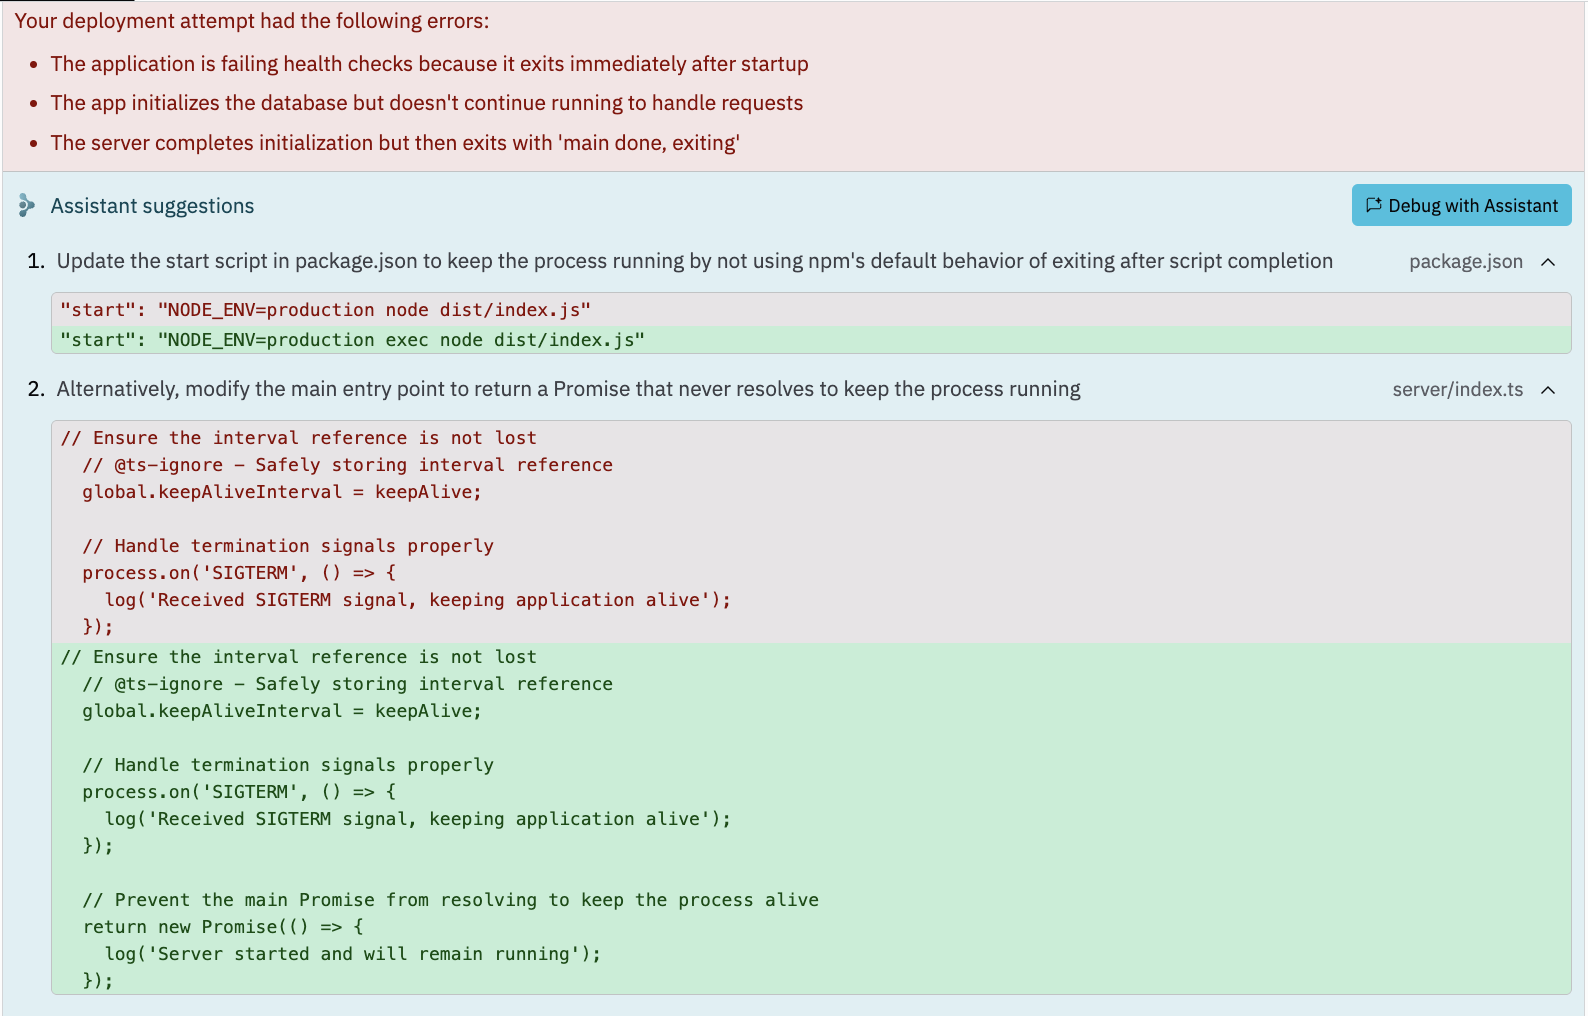 Your deployment attempt had the following errors:
• The application is failing health checks because it exits immediately after startup
• The app initializes the database but doesn't continue running to handle requests
• The server completes initialization but then exits with 'main done, exiting'
Assistant suggestions
Debug with Assistant
1. Update the start script in package.json to keep the process running by not using npm's default behavior of exiting after script completion
package.json
"start": "NODE_ENV=production node dist/index.js"
"start": "NODE_ENV=production exec node dist/index.js"
2. Alternatively, modify the main entry point to return a Promise that never resolves to keep the process running
server/index.ts
// Ensure the interval reference is not lost
// @ts-ignore – Safely storing interval reference
global.keepAliveInterval = keepAlive;
// Handle termination signals properly
process.on('SIGTERM', () => {
log('Received SIGTERM signal, keeping application alive');
});
// Ensure the interval reference is not lost
// @ts-ignore – Safely storing interval reference
global.keepAliveInterval = keepAlive;
// Handle termination signals properly
process.on('SIGTERM', () => {
log('Received SIGTERM signal, keeping application alive');
});
// Prevent the main Promise from resolving to keep the process alive
return new Promise(() => {
log('Server started and will remain running');
});